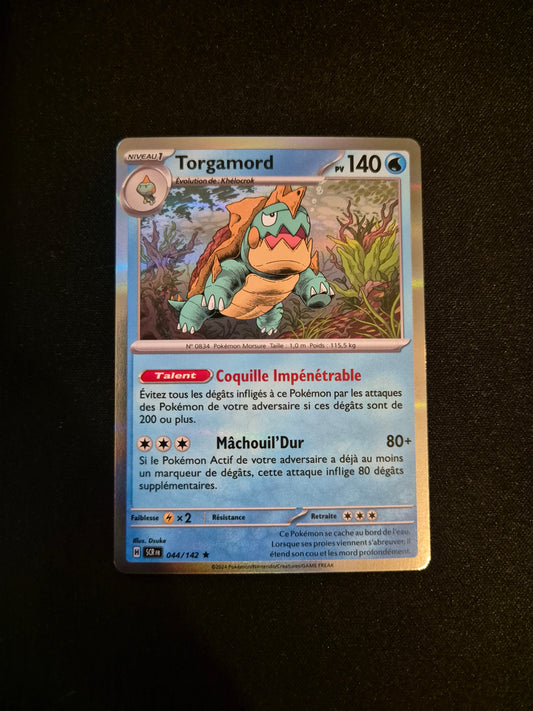 NIVEAU 1
Torgamord
PV 140
Évolution de : Khélocrok
N° 0834 Pokémon Morsure Taille : 1,0 m Poids : 115,5 kg
Talent Coquille Impénétrable
Évitez tous les dégâts infligés à ce Pokémon par les attaques
des Pokémon de votre adversaire si ces dégâts sont de
200 ou plus.
Mâchouil'Dur 80+
Si le Pokémon Actif de votre adversaire a déjà au moins
un marqueur de dégâts, cette attaque inflige 80 dégâts
supplémentaires.
Faiblesse ×2 Résistance Retraite
Illus. Dsuke
H SCR FR 044/142
Ce Pokémon se cache au bord de l'eau.
Lorsque ses proies viennent s'abreuver, il
étend son cou et les mord profondément.
©2024 Pokémon/Nintendo/Creatures/GAME FREAK